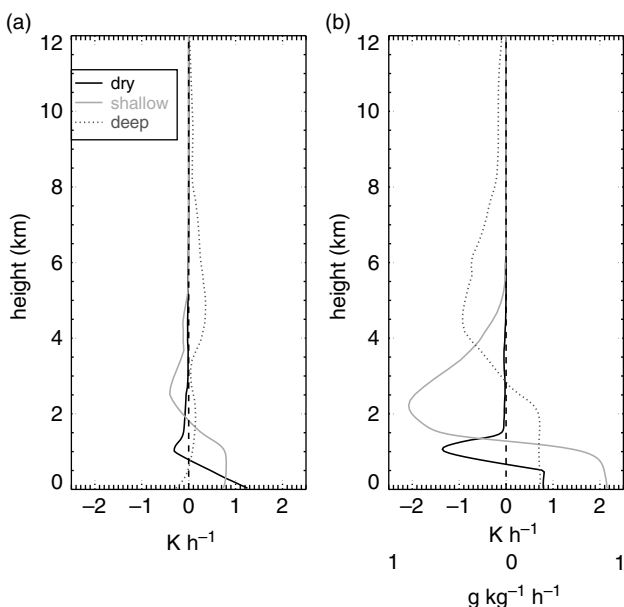 (a)
12
10
8
6
4
2
0
height (km)
dry
shallow
deep
−2 −1 0 1 2
K h⁻¹
(b)
12
10
8
6
4
2
0
height (km)
−2 −1 0 1 2
K h⁻¹
1 0 1
g kg⁻¹ h⁻¹